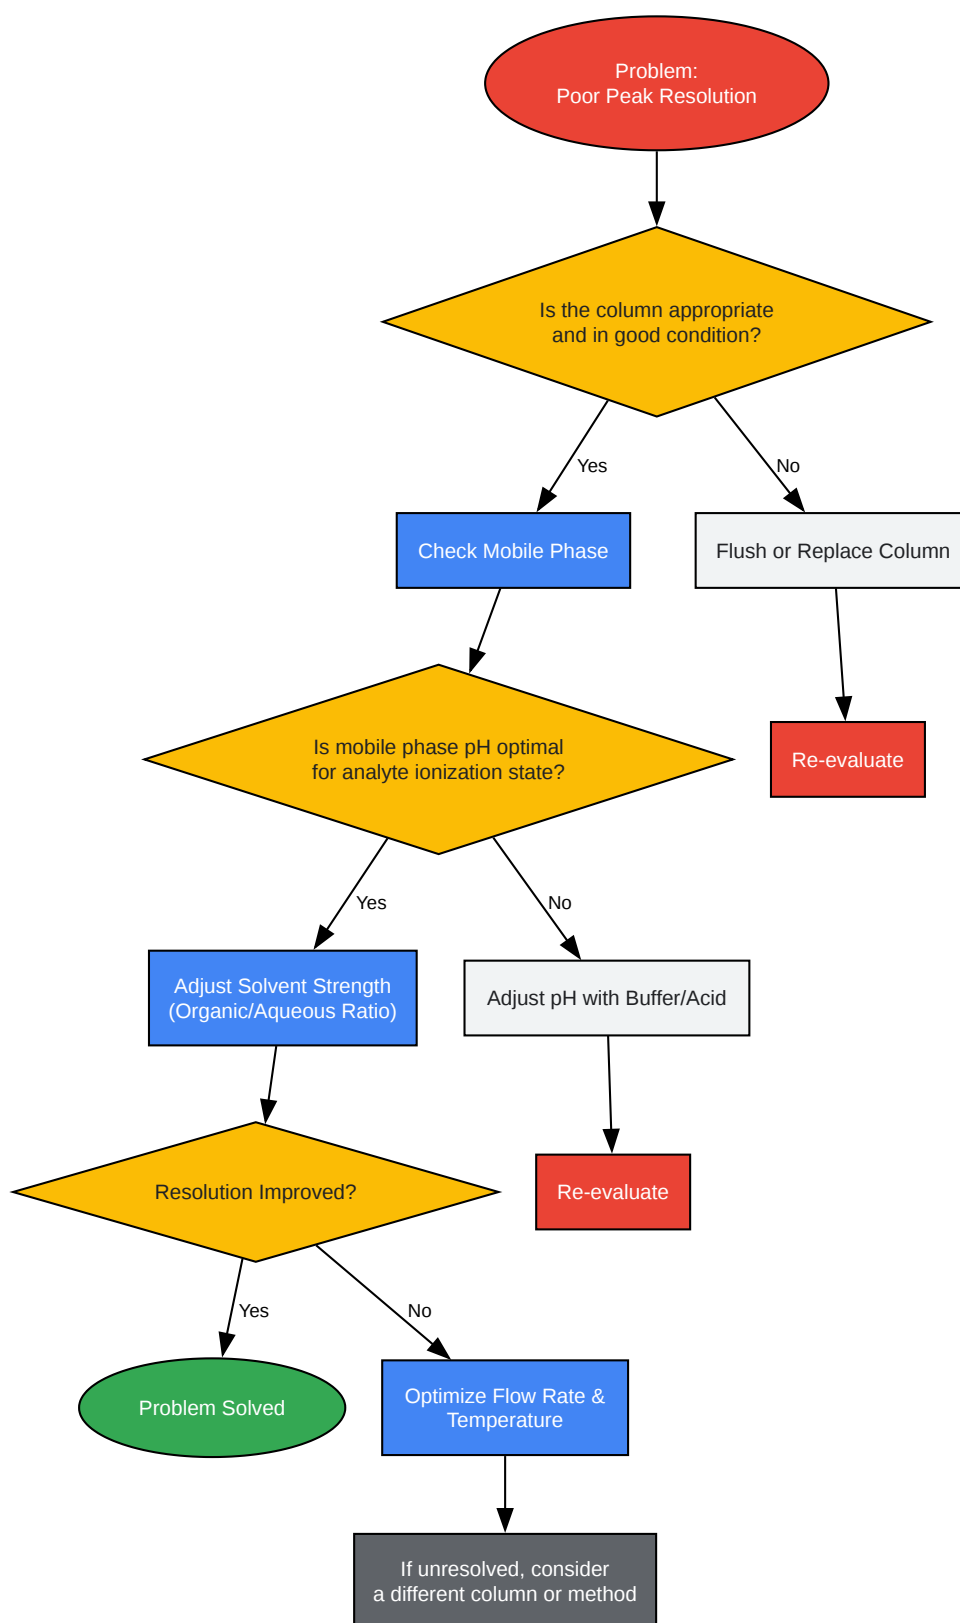 Problem:
Poor Peak Resolution
Is the column appropriate
and in good condition?
Yes
No
Check Mobile Phase
Flush or Replace Column
Is mobile phase pH optimal
for analyte ionization state?
Re-evaluate
Yes
No
Adjust Solvent Strength
(Organic/Aqueous Ratio)
Adjust pH with Buffer/Acid
Resolution Improved?
Re-evaluate
Yes
No
Problem Solved
Optimize Flow Rate &
Temperature
If unresolved, consider
a different column or method